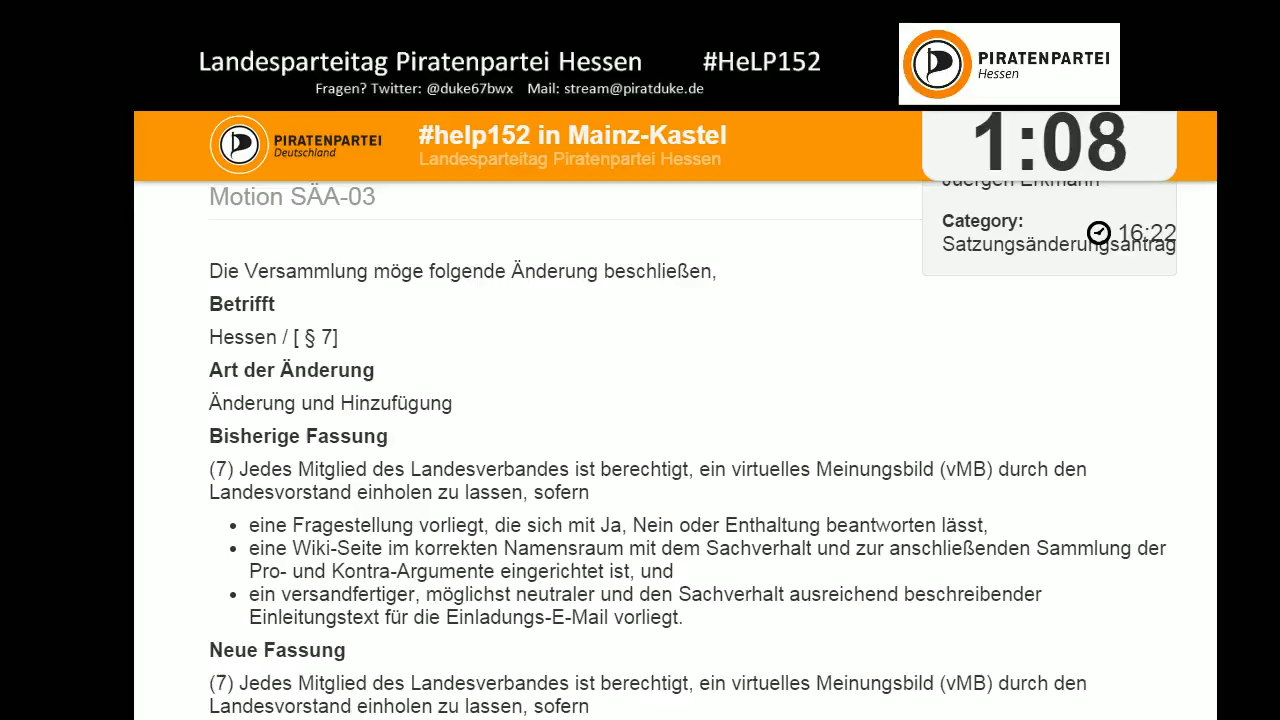 Landesparteitag Piratenpartei Hessen #HeLP152
Fragen? Twitter: @duke67bwx Mail: stream@piratduke.de
PIRATENPARTEI
Hessen
PIRATENPARTEI
Deutschland
#help152 in Mainz-Kastel
Landesparteitag Piratenpartei Hessen
1:08
Motion SÄA-03
Juergen Erkmann
Category:
16:22
Satzungsänderungsantrag
Die Versammlung möge folgende Änderung beschließen,
Betrifft
Hessen / [ § 7]
Art der Änderung
Änderung und Hinzufügung
Bisherige Fassung
(7) Jedes Mitglied des Landesverbandes ist berechtigt, ein virtuelles Meinungsbild (vMB) durch den
Landesvorstand einholen zu lassen, sofern
• eine Fragestellung vorliegt, die sich mit Ja, Nein oder Enthaltung beantworten lässt,
• eine Wiki-Seite im korrekten Namensraum mit dem Sachverhalt und zur anschließenden Sammlung der
Pro- und Kontra-Argumente eingerichtet ist, und
• ein versandfertiger, möglichst neutraler und den Sachverhalt ausreichend beschreibender
Einleitungstext für die Einladungs-E-Mail vorliegt.
Neue Fassung
(7) Jedes Mitglied des Landesverbandes ist berechtigt, ein virtuelles Meinungsbild (vMB) durch den
Landesvorstand einholen zu lassen, sofern